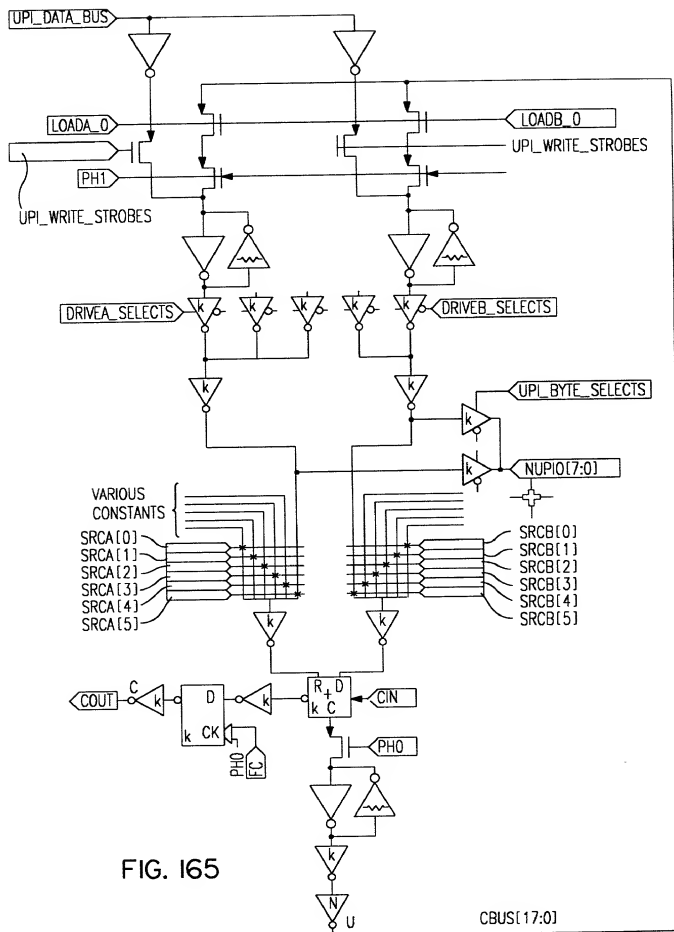 UPI_DATA_BUS
LOADA_0
LOADB_0
UPI_WRITE_STROBES
PH1
UPI_WRITE_STROBES
DRIVEA_SELECTS
k
k
k
k
k
DRIVEB_SELECTS
k
k
k
UPI_BYTE_SELECTS
k
NUPIO[7:0]
VARIOUS
CONSTANTS
SRCA[0]
SRCA[1]
SRCA[2]
SRCA[3]
SRCA[4]
SRCA[5]
SRCB[0]
SRCB[1]
SRCB[2]
SRCB[3]
SRCB[4]
SRCB[5]
k
k
COUT
C
k
D
k
CK
k
R + D
k C
CIN
PH0
FC
PH0
k
N
U
FIG. 165
CBUS[17:0]